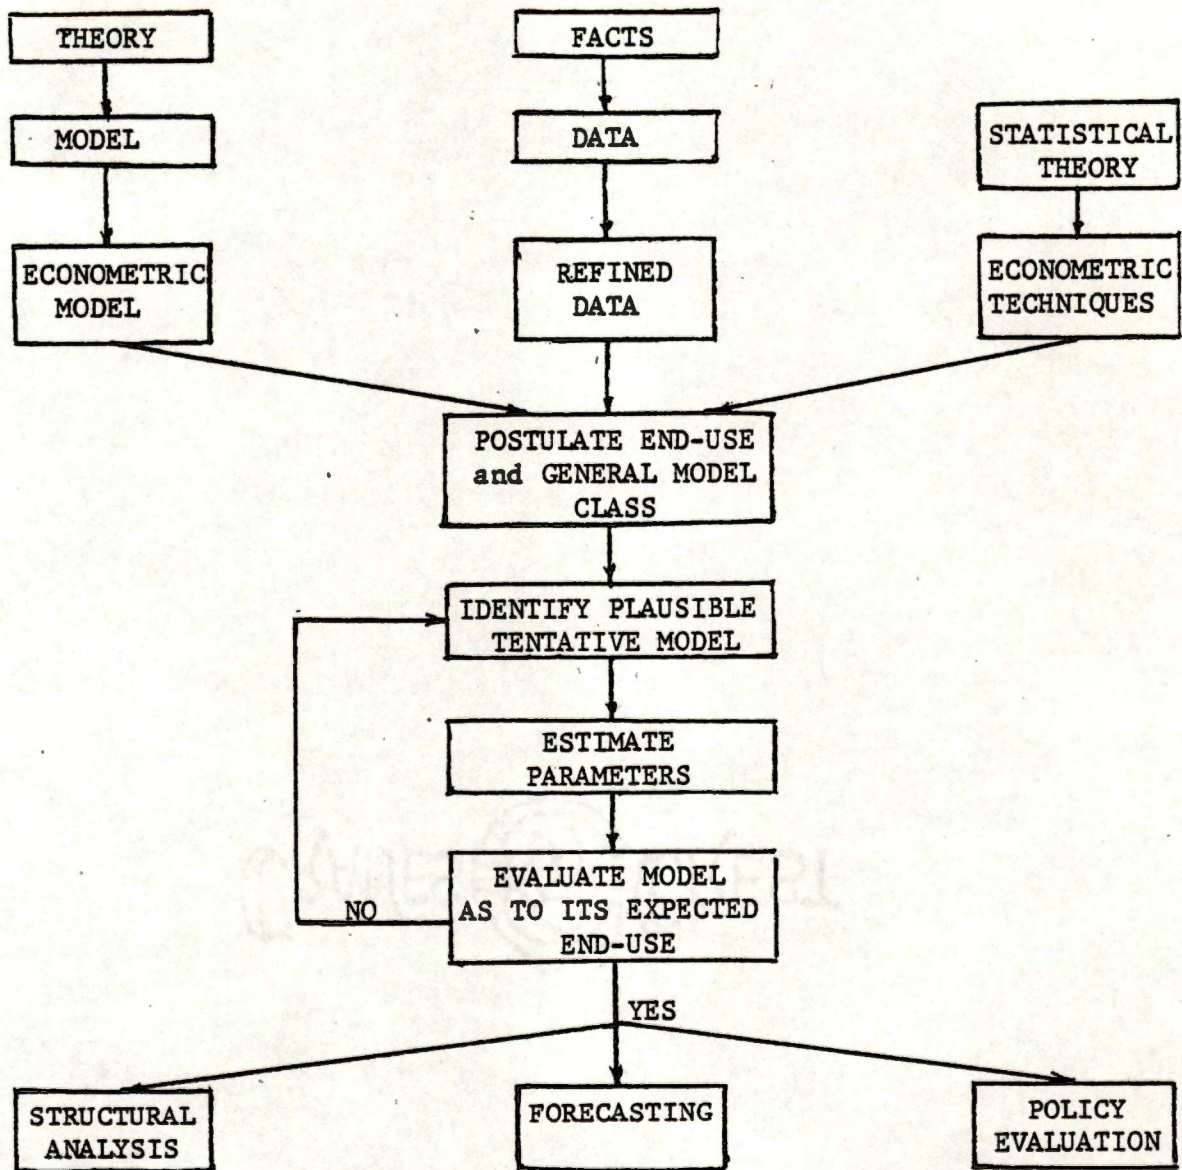 THEORY
FACTS
MODEL
DATA
STATISTICAL
THEORY
ECONOMETRIC
MODEL
REFINED
DATA
ECONOMETRIC
TECHNIQUES
POSTULATE END-USE
and GENERAL MODEL
CLASS
IDENTIFY PLAUSIBLE
TENTATIVE MODEL
ESTIMATE
PARAMETERS
EVALUATE MODEL
AS TO ITS EXPECTED
END-USE
NO
YES
STRUCTURAL
ANALYSIS
FORECASTING
POLICY
EVALUATION